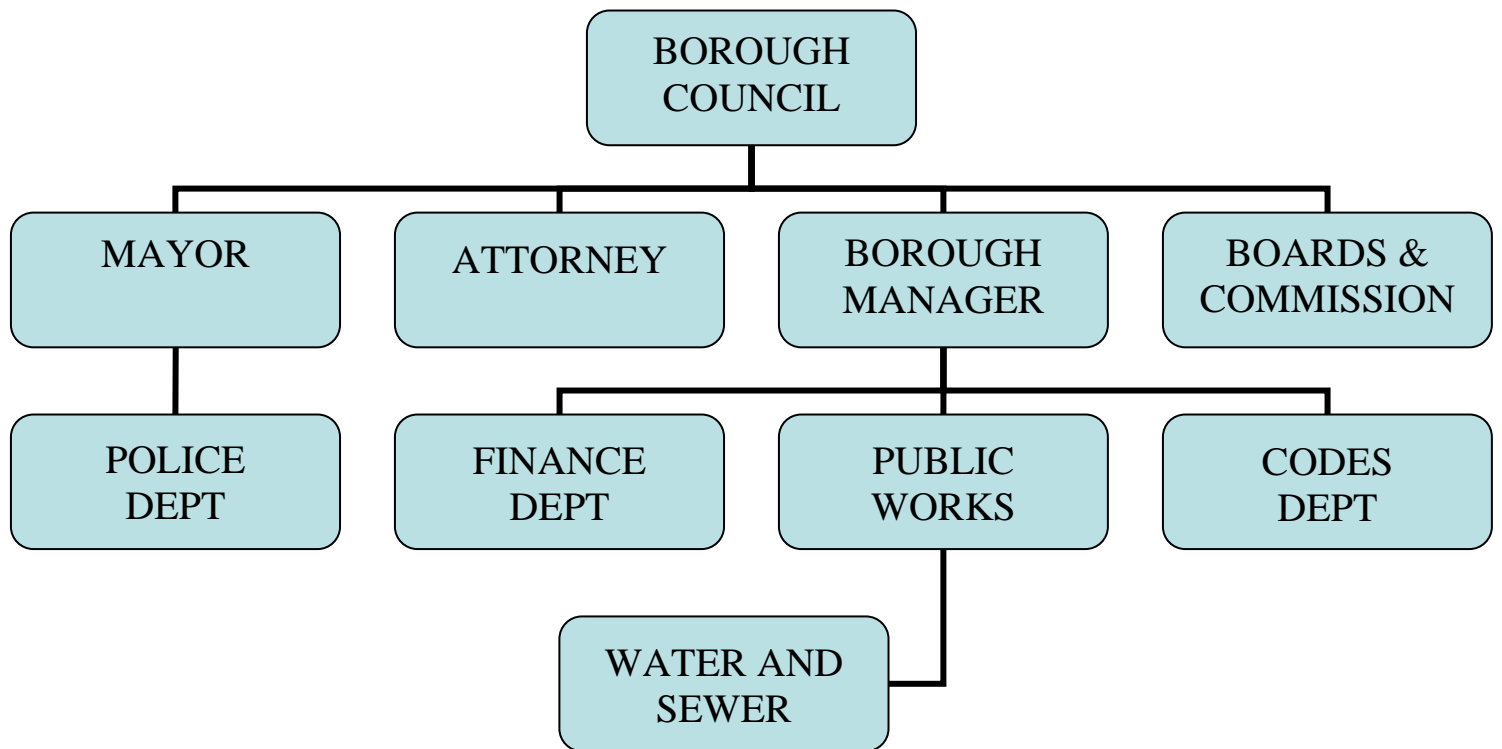 BOROUGH
COUNCIL
MAYOR
ATTORNEY
BOROUGH
MANAGER
BOARDS &
COMMISSION
POLICE
DEPT
FINANCE
DEPT
PUBLIC
WORKS
CODES
DEPT
WATER AND
SEWER